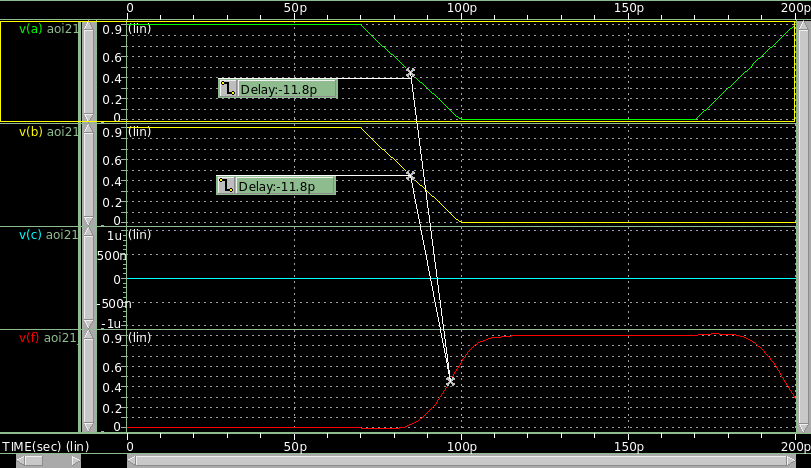 0 50p 100p 150p 200p
v(a) aoi21 0.9 (lin)
0.6
0.4
Delay:-11.8p
0.2
0
v(b) aoi21 0.9 (lin)
0.6
0.4
Delay:-11.8p
0.2
0
v(c) aoi21 1u (lin)
500n
0
-500n
-1u
v(f) aoi21 0.9 (lin)
0.6
0.4
0.2
0
TIME(sec) (lin) 0 50p 100p 150p 200p